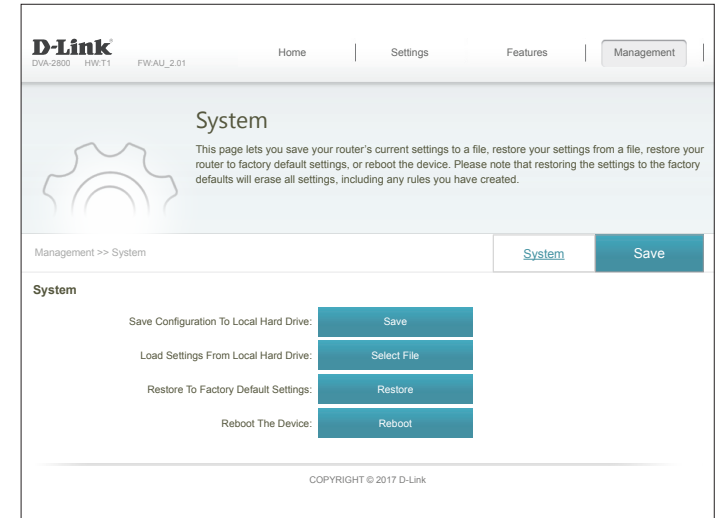 D-Link
DVA-2800 HW:T1 FW:AU_2.01
Home Settings Features Management
System
This page lets you save your router's current settings to a file, restore your settings from a file, restore your
router to factory default settings, or reboot the device. Please note that restoring the settings to the factory
defaults will erase all settings, including any rules you have created.
Management >> System
System
Save
System
Save Configuration To Local Hard Drive: Save
Load Settings From Local Hard Drive: Select File
Restore To Factory Default Settings: Restore
Reboot The Device: Reboot
COPYRIGHT © 2017 D-Link